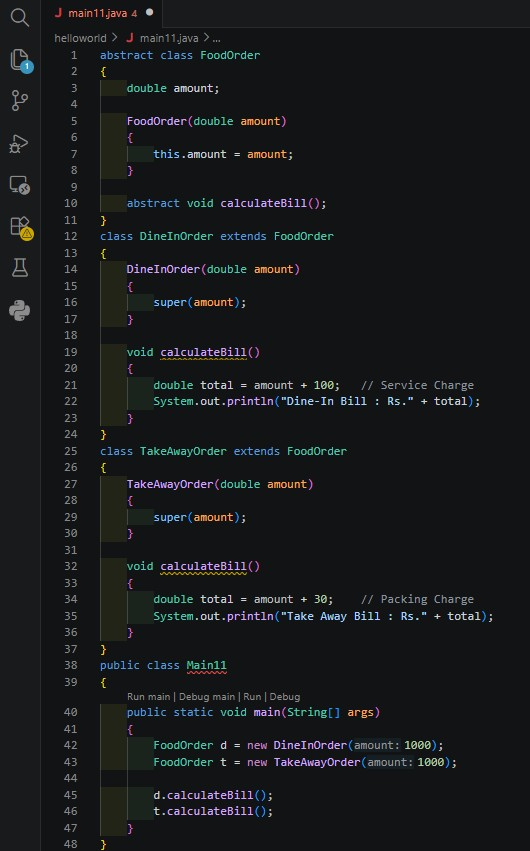 J main11.java 4 ●
helloworld > J main11.java > ...
1
1 abstract class FoodOrder
2 {
3     double amount;
4
5     FoodOrder(double amount)
6     {
7         this.amount = amount;
8     }
9
10     abstract void calculateBill();
11 }
12 class DineInOrder extends FoodOrder
13 {
14     DineInOrder(double amount)
15     {
16         super(amount);
17     }
18
19     void calculateBill()
20     {
21         double total = amount + 100;   // Service Charge
22         System.out.println("Dine-In Bill : Rs." + total);
23     }
24 }
25 class TakeAwayOrder extends FoodOrder
26 {
27     TakeAwayOrder(double amount)
28     {
29         super(amount);
30     }
31
32     void calculateBill()
33     {
34         double total = amount + 30;    // Packing Charge
35         System.out.println("Take Away Bill : Rs." + total);
36     }
37 }
38 public class Main11
39 {
Run main | Debug main | Run | Debug
40     public static void main(String[] args)
41     {
42         FoodOrder d = new DineInOrder(amount: 1000);
43         FoodOrder t = new TakeAwayOrder(amount: 1000);
44
45         d.calculateBill();
46         t.calculateBill();
47     }
48 }